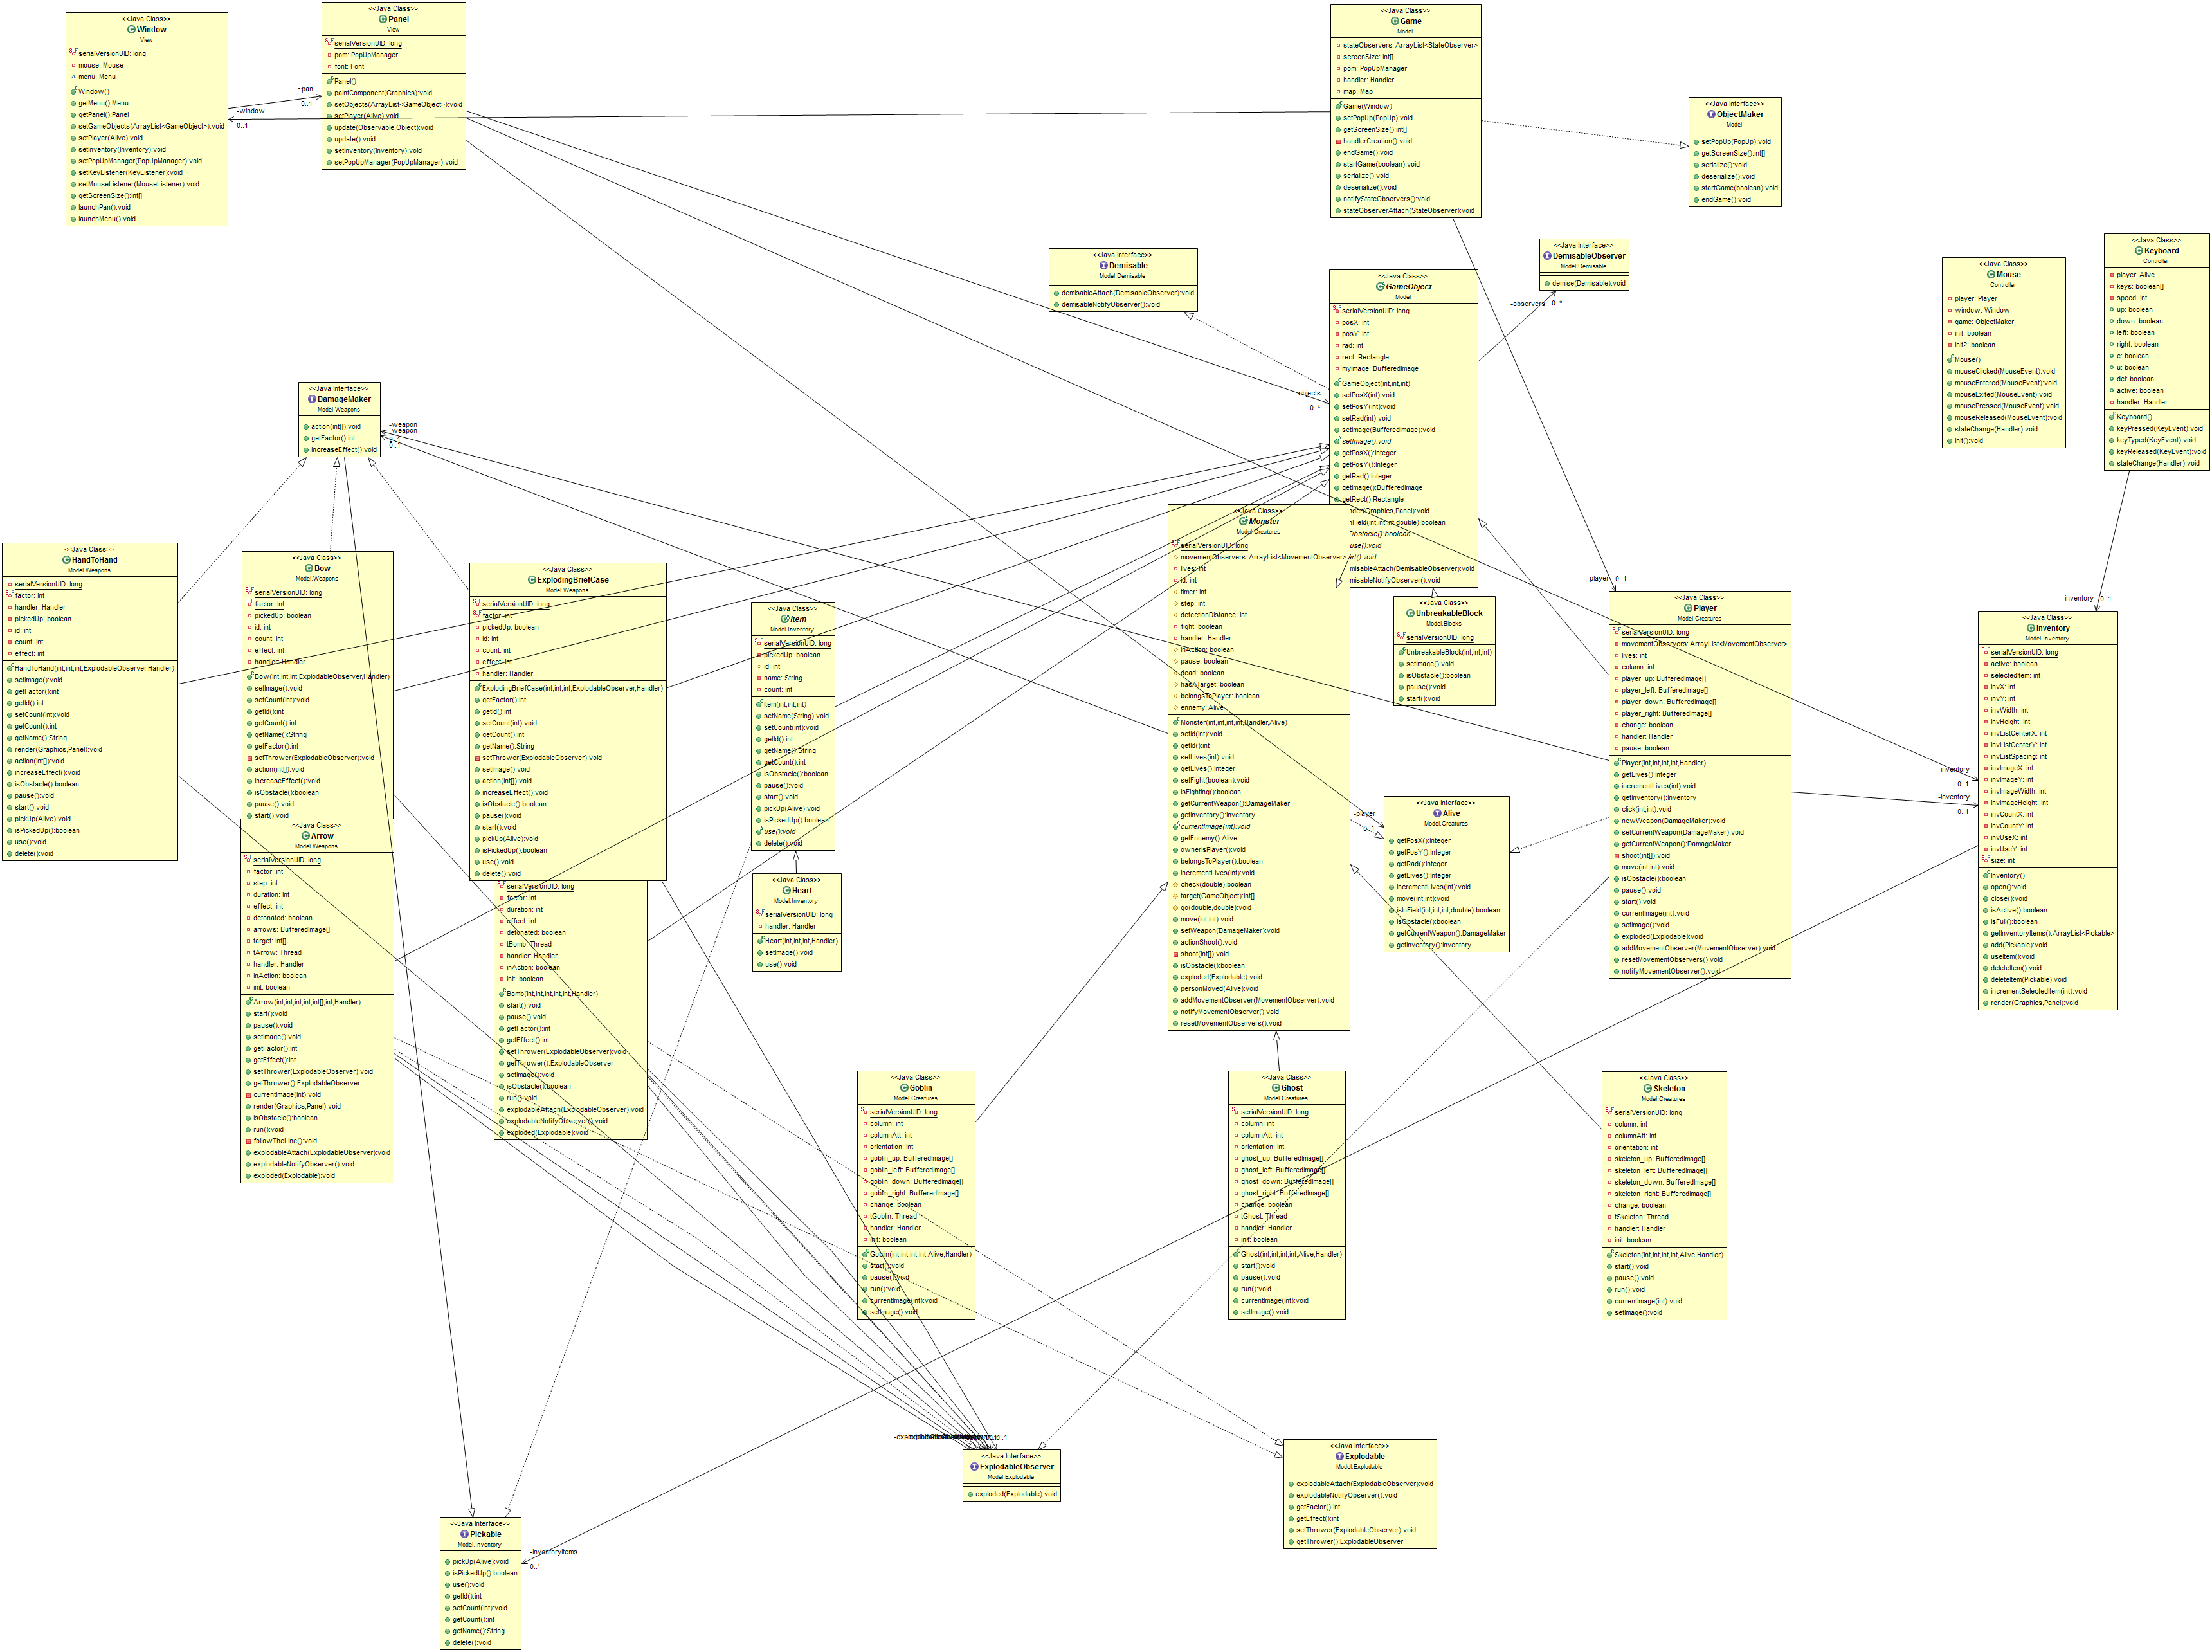 <<Java Class>>
Window
View
serialVersionUID: long
mouse: Mouse
menu: Menu
Window()
getMenu():Menu
getPanel():Panel
setGameObjects(ArrayList<GameObject>):void
setPlayer(Alive):void
setInventory(Inventory):void
setPopUpManager(PopUpManager):void
setKeyListener(KeyListener):void
setMouseListener(MouseListener):void
getScreenSize():int[]
launchPan():void
launchMenu():void
~pan
0..1
-window
0..1
<<Java Class>>
Panel
View
serialVersionUID: long
pom: PopUpManager
font: Font
Panel()
paintComponent(Graphics):void
setObjects(ArrayList<GameObject>):void
setPlayer(Alive):void
update(Observable,Object):void
update():void
setInventory(Inventory):void
setPopUpManager(PopUpManager):void
<<Java Class>>
Game
Model
stateObservers: ArrayList<StateObserver>
screenSize: int[]
pom: PopUpManager
handler: Handler
map: Map
Game(Window)
setPopUp(PopUp):void
getScreenSize():int[]
handlerCreation():void
endGame():void
startGame(boolean):void
serialize():void
deserialize():void
notifyStateObservers():void
stateObserverAttach(StateObserver):void
<<Java Interface>>
ObjectMaker
Model
setPopUp(PopUp):void
getScreenSize():int[]
serialize():void
deserialize():void
startGame(boolean):void
endGame():void
<<Java Interface>>
Demisable
Model.Demisable
demisableAttach(DemisableObserver):void
demisableNotifyObserver():void
<<Java Interface>>
DemisableObserver
Model.Demisable
demise(Demisable):void
-observers
0..*
<<Java Class>>
Mouse
Controller
player: Player
window: Window
game: ObjectMaker
init: boolean
init2: boolean
Mouse()
mouseClicked(MouseEvent):void
mouseEntered(MouseEvent):void
mouseExited(MouseEvent):void
mousePressed(MouseEvent):void
mouseReleased(MouseEvent):void
stateChange(Handler):void
init():void
<<Java Class>>
Keyboard
Controller
player: Alive
keys: boolean[]
speed: int
up: boolean
down: boolean
left: boolean
right: boolean
e: boolean
u: boolean
del: boolean
active: boolean
handler: Handler
Keyboard()
keyPressed(KeyEvent):void
keyTyped(KeyEvent):void
keyReleased(KeyEvent):void
stateChange(Handler):void
<<Java Class>>
GameObject
Model
serialVersionUID: long
posX: int
posY: int
rad: int
rect: Rectangle
myImage: BufferedImage
GameObject(int,int,int)
setPosX(int):void
setPosY(int):void
setRad(int):void
setImage(BufferedImage):void
setImage():void
getPosX():Integer
getPosY():Integer
getRad():Integer
getImage():BufferedImage
getRect():Rectangle
nder(Graphics,Panel):void
nField(int,int,int,double):boolean
Obstacle():boolean
use():void
art():void
misableAttach(DemisableObserver):void
misableNotifyObserver():void
-objects
0..*
<<Java Interface>>
DamageMaker
Model.Weapons
action(int[]):void
getFactor():int
increaseEffect():void
-weapon
-weapon
0..1
0..1
<<Java Class>>
HandToHand
Model.Weapons
serialVersionUID: long
factor: int
handler: Handler
pickedUp: boolean
id: int
count: int
effect: int
HandToHand(int,int,int,ExplodableObserver,Handler)
setImage():void
getFactor():int
getId():int
setCount(int):void
getCount():int
getName():String
render(Graphics,Panel):void
action(int[]):void
increaseEffect():void
isObstacle():boolean
pause():void
start():void
pickUp(Alive):void
isPickedUp():boolean
use():void
delete():void
<<Java Class>>
Bow
Model.Weapons
serialVersionUID: long
factor: int
pickedUp: boolean
id: int
count: int
effect: int
handler: Handler
Bow(int,int,int,ExplodableObserver,Handler)
setImage():void
setCount(int):void
getId():int
getCount():int
getName():String
getFactor():int
setThrower(ExplodableObserver):void
action(int[]):void
increaseEffect():void
isObstacle():boolean
pause():void
start():void
<<Java Class>>
ExplodingBriefCase
Model.Weapons
serialVersionUID: long
factor: int
pickedUp: boolean
id: int
count: int
effect: int
handler: Handler
ExplodingBriefCase(int,int,int,ExplodableObserver,Handler)
getFactor():int
getId():int
setCount(int):void
getCount():int
getName():String
setThrower(ExplodableObserver):void
setImage():void
action(int[]):void
increaseEffect():void
isObstacle():boolean
pause():void
start():void
pickUp(Alive):void
isPickedUp():boolean
use():void
delete():void
<<Java Class>>
Item
Model.Inventory
serialVersionUID: long
pickedUp: boolean
id: int
name: String
count: int
Item(int,int,int)
setName(String):void
setCount(int):void
getId():int
getName():String
getCount():int
isObstacle():boolean
pause():void
start():void
pickUp(Alive):void
isPickedUp():boolean
use():void
delete():void
<<Java Class>>
Heart
Model.Inventory
serialVersionUID: long
handler: Handler
Heart(int,int,int,Handler)
setImage():void
use():void
<<Java Class>>
Monster
Model.Creatures
serialVersionUID: long
movementObservers: ArrayList<MovementObserver>
lives: int
id: int
timer: int
step: int
detectionDistance: int
fight: boolean
handler: Handler
inAction: boolean
pause: boolean
dead: boolean
hasATarget: boolean
belongsToPlayer: boolean
ennemy: Alive
Monster(int,int,int,int,Handler,Alive)
setId(int):void
getId():int
setLives(int):void
getLives():Integer
setFight(boolean):void
isFighting():boolean
getCurrentWeapon():DamageMaker
getInventory():Inventory
currentImage(int):void
getEnnemy():Alive
ownerIsPlayer():void
belongsToPlayer():boolean
incrementLives(int):void
check(double):boolean
target(GameObject):int[]
go(double,double):void
move(int,int):void
setWeapon(DamageMaker):void
actionShoot():void
shoot(int[]):void
isObstacle():boolean
exploded(Explodable):void
personMoved(Alive):void
addMovementObserver(MovementObserver):void
notifyMovementObserver():void
resetMovementObservers():void
<<Java Class>>
UnbreakableBlock
Model.Blocks
serialVersionUID: long
UnbreakableBlock(int,int,int)
setImage():void
isObstacle():boolean
pause():void
start():void
-player
0..1
<<Java Class>>
Player
Model.Creatures
serialVersionUID: long
movementObservers: ArrayList<MovementObserver>
lives: int
column: int
player_up: BufferedImage[]
player_left: BufferedImage[]
player_down: BufferedImage[]
player_right: BufferedImage[]
change: boolean
handler: Handler
pause: boolean
Player(int,int,int,int,Handler)
getLives():Integer
incrementLives(int):void
getInventory():Inventory
click(int,int):void
newWeapon(DamageMaker):void
setCurrentWeapon(DamageMaker):void
getCurrentWeapon():DamageMaker
shoot(int[]):void
move(int,int):void
isObstacle():boolean
pause():void
start():void
currentImage(int):void
setImage():void
exploded(Explodable):void
addMovementObserver(MovementObserver):void
resetMovementObservers():void
notifyMovementObserver():void
-inventory
0..1
-inventory
0..1
-inventory
0..1
<<Java Class>>
Inventory
Model.Inventory
serialVersionUID: long
active: boolean
selectedItem: int
invX: int
invY: int
invWidth: int
invHeight: int
invListCenterX: int
invListCenterY: int
invListSpacing: int
invImageX: int
invImageY: int
invImageWidth: int
invImageHeight: int
invCountX: int
invCountY: int
invUseX: int
invUseY: int
size: int
Inventory()
open():void
close():void
isActive():boolean
isFull():boolean
getInventoryItems():ArrayList<Pickable>
add(Pickable):void
useItem():void
deleteItem():void
deleteItem(Pickable):void
incrementSelectedItem(int):void
render(Graphics,Panel):void
-player
0..1
<<Java Interface>>
Alive
Model.Creatures
getPosX():Integer
getPosY():Integer
getRad():Integer
getLives():Integer
incrementLives(int):void
move(int,int):void
isInField(int,int,int,double):boolean
isObstacle():boolean
getCurrentWeapon():DamageMaker
getInventory():Inventory
<<Java Class>>
Arrow
Model.Weapons
serialVersionUID: long
factor: int
step: int
duration: int
effect: int
detonated: boolean
arrows: BufferedImage[]
target: int[]
tArrow: Thread
handler: Handler
inAction: boolean
init: boolean
Arrow(int,int,int,int,int[],int,Handler)
start():void
pause():void
setImage():void
getFactor():int
getEffect():int
setThrower(ExplodableObserver):void
getThrower():ExplodableObserver
currentImage(int):void
render(Graphics,Panel):void
isObstacle():boolean
run():void
followTheLine():void
explodableAttach(ExplodableObserver):void
explodableNotifyObserver():void
exploded(Explodable):void
serialVersionUID: long
factor: int
duration: int
effect: int
detonated: boolean
tBomb: Thread
handler: Handler
inAction: boolean
init: boolean
Bomb(int,int,int,int,int,Handler)
start():void
pause():void
getFactor():int
getEffect():int
setThrower(ExplodableObserver):void
getThrower():ExplodableObserver
setImage():void
isObstacle():boolean
run():void
explodableAttach(ExplodableObserver):void
explodableNotifyObserver():void
exploded(Explodable):void
<<Java Class>>
Goblin
Model.Creatures
serialVersionUID: long
column: int
columnAtt: int
orientation: int
goblin_up: BufferedImage[]
goblin_left: BufferedImage[]
goblin_down: BufferedImage[]
goblin_right: BufferedImage[]
change: boolean
tGoblin: Thread
handler: Handler
init: boolean
Goblin(int,int,int,int,Alive,Handler)
start():void
pause():void
run():void
currentImage(int):void
setImage():void
<<Java Class>>
Ghost
Model.Creatures
serialVersionUID: long
column: int
columnAtt: int
orientation: int
ghost_up: BufferedImage[]
ghost_left: BufferedImage[]
ghost_down: BufferedImage[]
ghost_right: BufferedImage[]
change: boolean
tGhost: Thread
handler: Handler
init: boolean
Ghost(int,int,int,int,Alive,Handler)
start():void
pause():void
run():void
currentImage(int):void
setImage():void
<<Java Class>>
Skeleton
Model.Creatures
serialVersionUID: long
column: int
columnAtt: int
orientation: int
skeleton_up: BufferedImage[]
skeleton_left: BufferedImage[]
skeleton_down: BufferedImage[]
skeleton_right: BufferedImage[]
change: boolean
tSkeleton: Thread
handler: Handler
init: boolean
Skeleton(int,int,int,int,Alive,Handler)
start():void
pause():void
run():void
currentImage(int):void
setImage():void
0..1
<<Java Interface>>
ExplodableObserver
Model.Explodable
exploded(Explodable):void
<<Java Interface>>
Explodable
Model.Explodable
explodableAttach(ExplodableObserver):void
explodableNotifyObserver():void
getFactor():int
getEffect():int
setThrower(ExplodableObserver):void
getThrower():ExplodableObserver
<<Java Interface>>
Pickable
Model.Inventory
pickUp(Alive):void
isPickedUp():boolean
use():void
getId():int
setCount(int):void
getCount():int
getName():String
delete():void
-inventoryItems
0..*